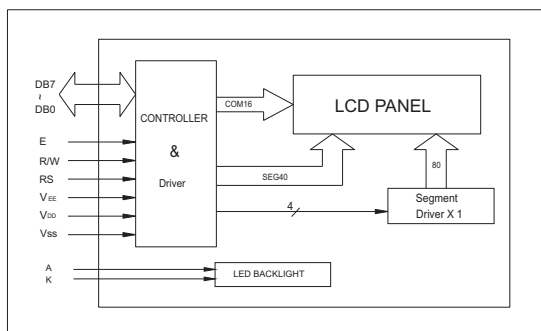 DB7
~
DB0
E
R/W
RS
VEE
VDD
Vss
A
K
CONTROLLER
&
Driver
COM16
SEG40
4
LCD PANEL
80
Segment
Driver X 1
LED BACKLIGHT